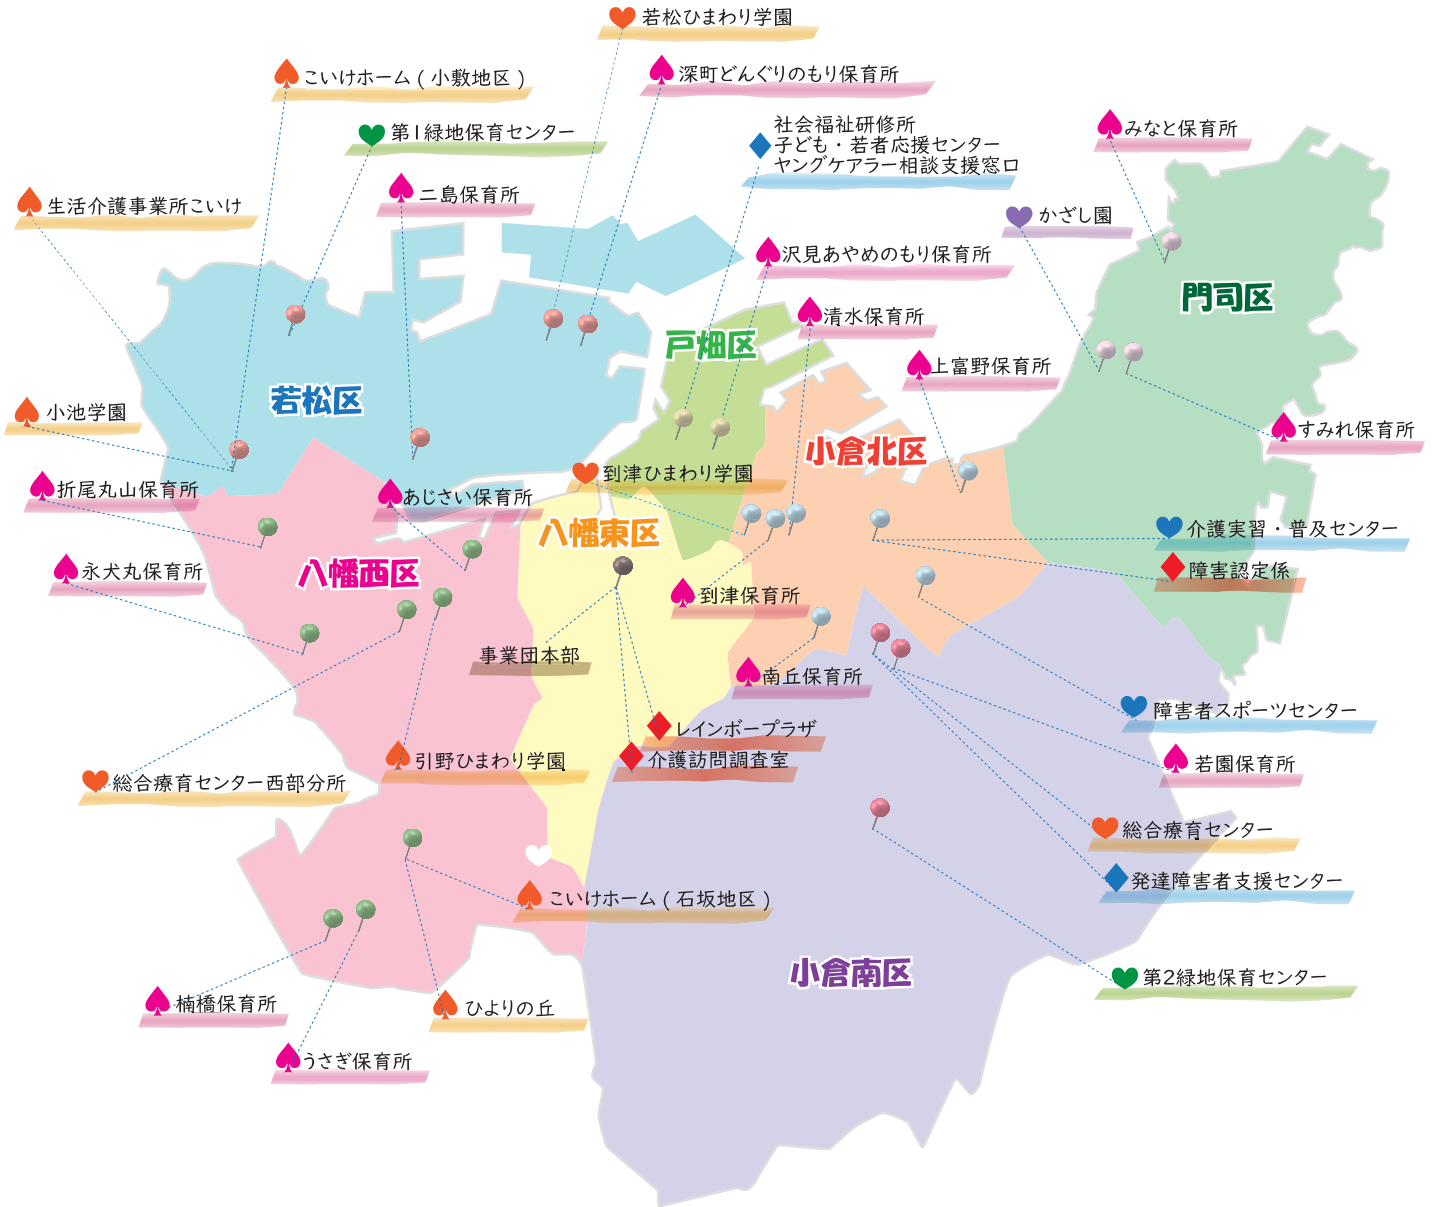 若松ひまわり学園
こいけホーム ( 小敷地区 )
深町どんぐりのもり保育所
第1緑地保育センター
社会福祉研修所
子ども・若者応援センター
ヤングケアラー相談支援窓口
みなと保育所
二島保育所
生活介護事業所こいけ
かざし園
沢見あやめのもり保育所
門司区
清水保育所
戸畑区
上富野保育所
若松区
小池学園
すみれ保育所
小倉北区
到津ひまわり学園
折尾丸山保育所
あじさい保育所
八幡東区
介護実習・普及センター
永犬丸保育所
八幡西区
障害認定係
到津保育所
事業団本部
南丘保育所
障害者スポーツセンター
レインボープラザ
引野ひまわり学園
介護訪問調査室
若園保育所
総合療育センター西部分所
総合療育センター
発達障害者支援センター
こいけホーム ( 石坂地区 )
小倉南区
第2緑地保育センター
楠橋保育所
ひよりの丘
うさぎ保育所